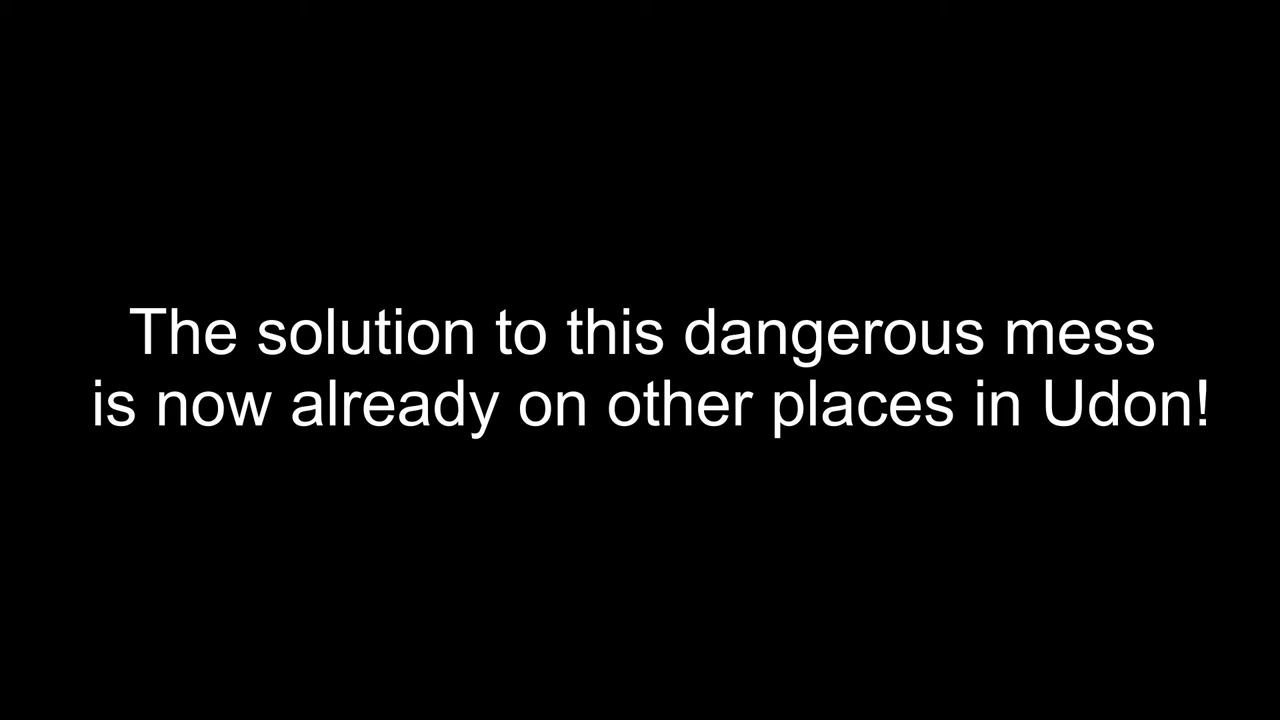 The solution to this dangerous mess
is now already on other places in Udon!